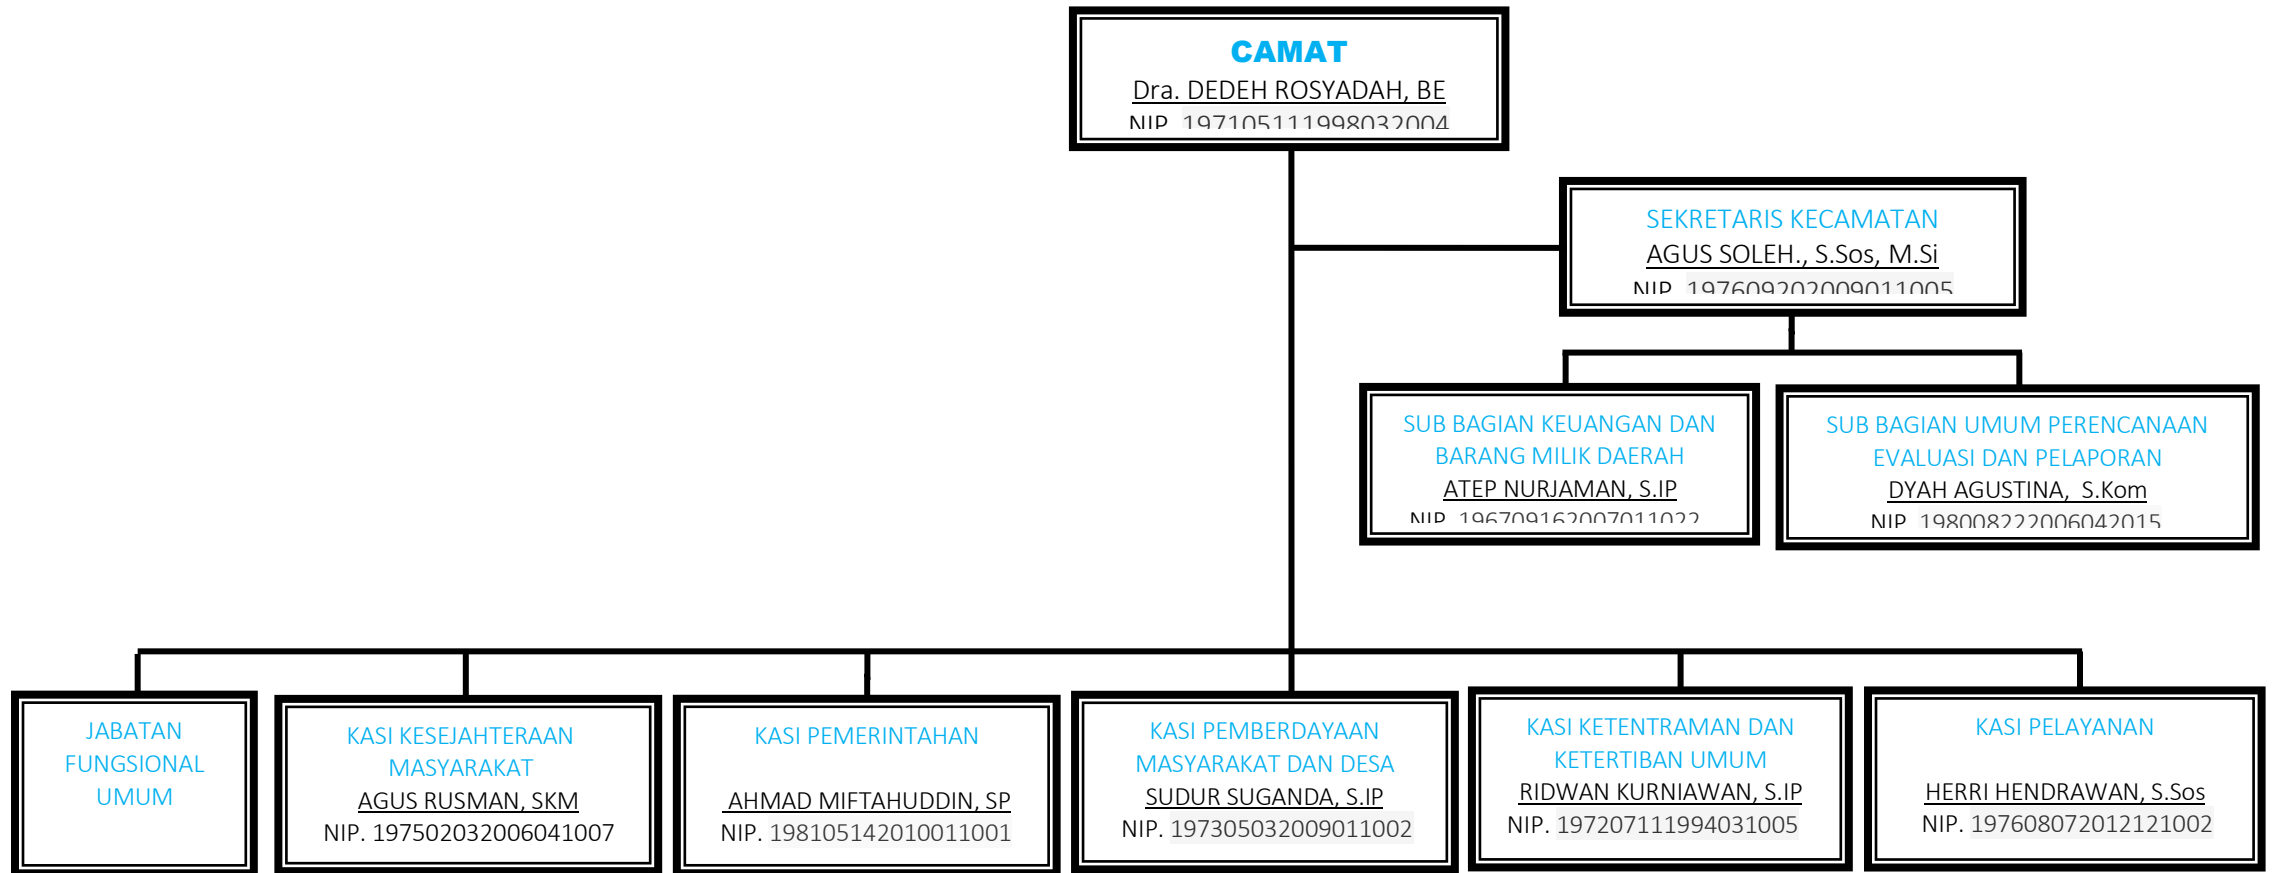 CAMAT
Dra. DEDEH ROSYADAH, BE
NIP. 197105111998032004
SEKRETARIS KECAMATAN
AGUS SOLEH., S.Sos, M.Si
NIP. 197609202009011005
SUB BAGIAN KEUANGAN DAN
BARANG MILIK DAERAH
ATEP NURJAMAN, S.IP
NIP. 196709162007011022
SUB BAGIAN UMUM PERENCANAAN
EVALUASI DAN PELAPORAN
DYAH AGUSTINA,  S.Kom
NIP. 198008222006042015
JABATAN
FUNGSIONAL
UMUM
KASI KESEJAHTERAAN
MASYARAKAT
AGUS RUSMAN, SKM
NIP. 197502032006041007
KASI PEMERINTAHAN
AHMAD MIFTAHUDDIN, SP
NIP. 198105142010011001
KASI PEMBERDAYAAN
MASYARAKAT DAN DESA
SUDUR SUGANDA, S.IP
NIP. 197305032009011002
KASI KETENTRAMAN DAN
KETERTIBAN UMUM
RIDWAN KURNIAWAN, S.IP
NIP. 197207111994031005
KASI PELAYANAN
HERRI HENDRAWAN, S.Sos
NIP. 197608072012121002